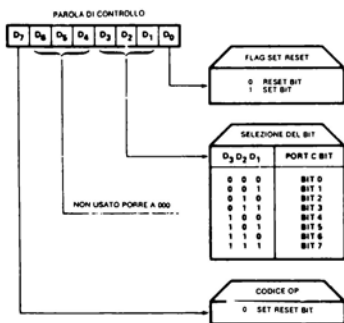 PAROLA DI CONTROLLO
D7 D6 D5 D4 D3 D2 D1 D0
FLAG SET RESET
0 RESET BIT
1 SET BIT
SELEZIONE DEL BIT
D3 D2 D1 PORT C BIT
0 0 0 BIT 0
0 0 1 BIT 1
0 1 0 BIT 2
0 1 1 BIT 3
1 0 0 BIT 4
1 0 1 BIT 5
1 1 0 BIT 6
1 1 1 BIT 7
NON USATO PORRE A 000
CODICE OP
0 SET RESET BIT